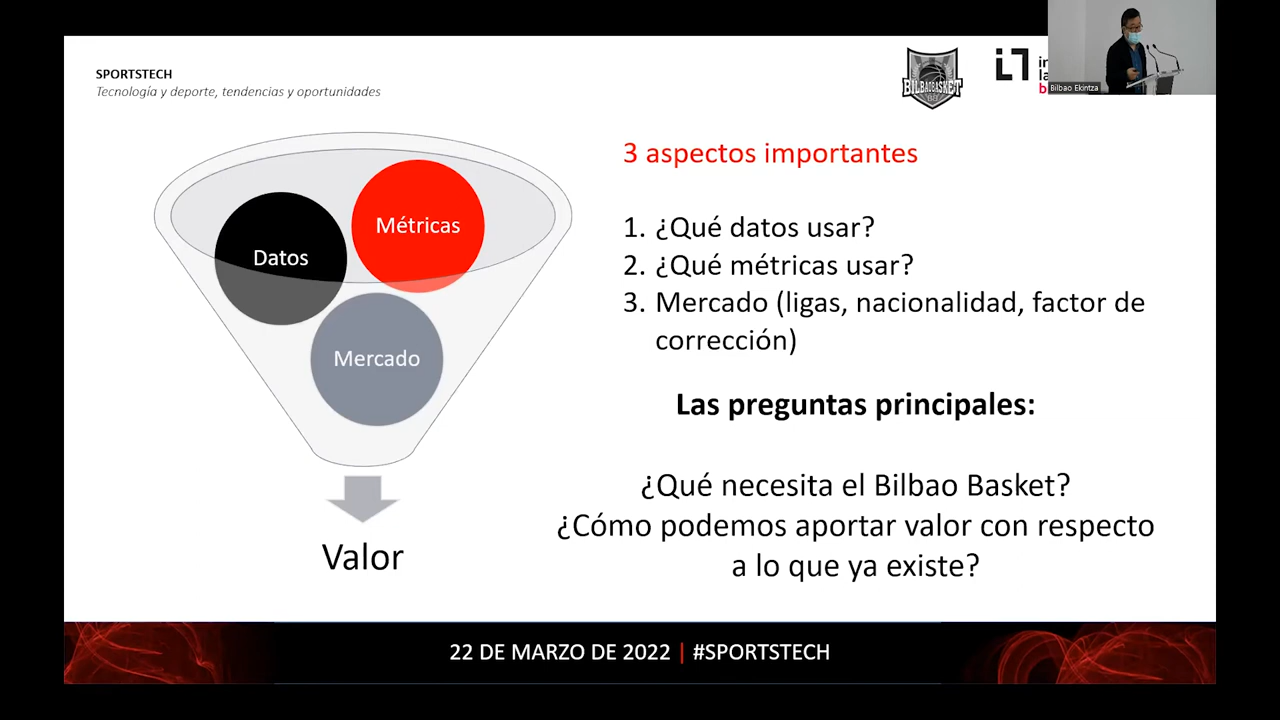 SPORTSTECH
Tecnología y deporte, tendencias y oportunidades
BILBAO BASKET
Bilbao Ekintza
Métricas
Datos
Mercado
Valor
3 aspectos importantes
1. ¿Qué datos usar?
2. ¿Qué métricas usar?
3. Mercado (ligas, nacionalidad, factor de
corrección)
Las preguntas principales:
¿Qué necesita el Bilbao Basket?
¿Cómo podemos aportar valor con respecto
a lo que ya existe?
22 DE MARZO DE 2022 | #SPORTSTECH